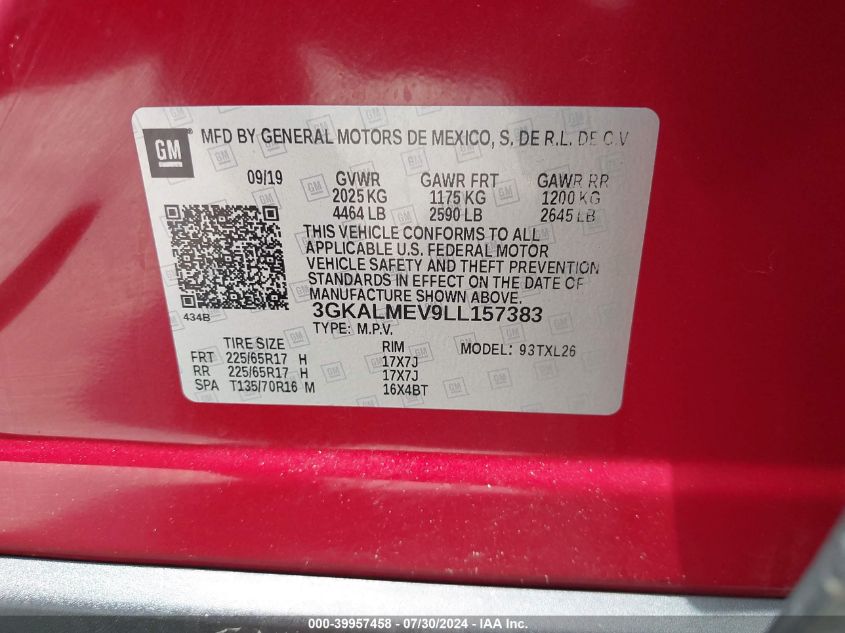 GM MFD BY GENERAL MOTORS DE MEXICO, S. DE R.L. DE C.V
09/19 GVWR GAWR FRT GAWR RR
2025 KG 1175 KG 1200 KG
4464 LB 2590 LB 2645 LB
THIS VEHICLE CONFORMS TO ALL
APPLICABLE U.S. FEDERAL MOTOR
VEHICLE SAFETY AND THEFT PREVENTION
STANDARDS IN EFFECT ON THE DATE OF
MANUFACTURE SHOWN ABOVE.
434B 3GKALMEV9LL157383
TYPE: M.P.V.
TIRE SIZE RIM MODEL: 93TXL26
FRT 225/65R17 H 17X7J
RR 225/65R17 H 17X7J
SPA T135/70R16 M 16X4BT
000-39957458 - 07/30/2024 - IAA Inc.